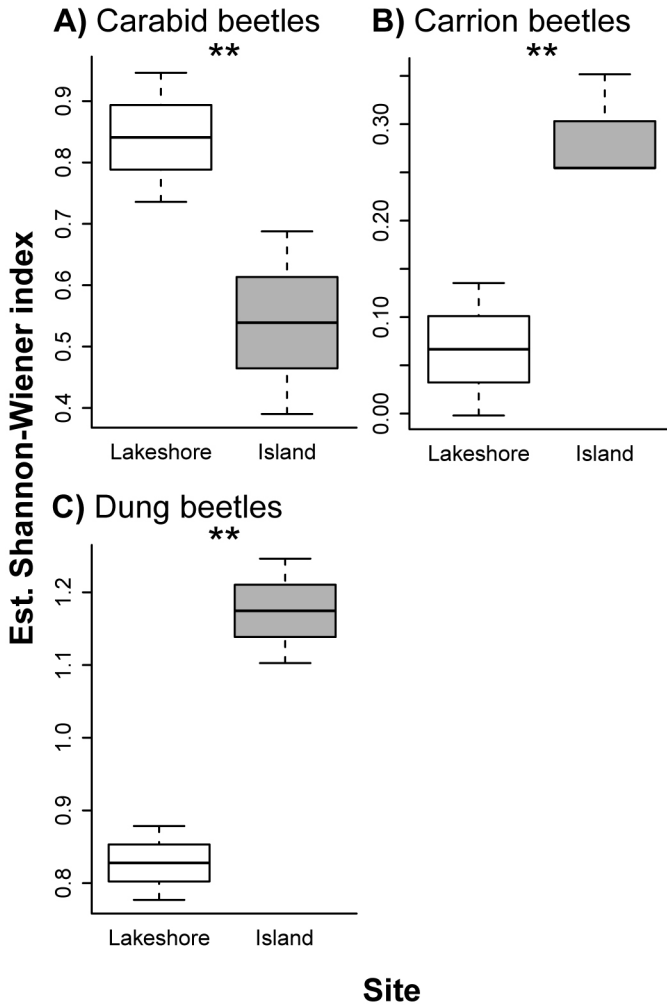 A) Carabid beetles
**
0.9
0.8
0.7
0.6
0.5
0.4
Lakeshore Island
B) Carrion beetles
**
0.30
0.20
0.10
0.00
Lakeshore Island
C) Dung beetles
**
1.2
1.1
1.0
0.9
0.8
Lakeshore Island
Est. Shannon-Wiener index
Site